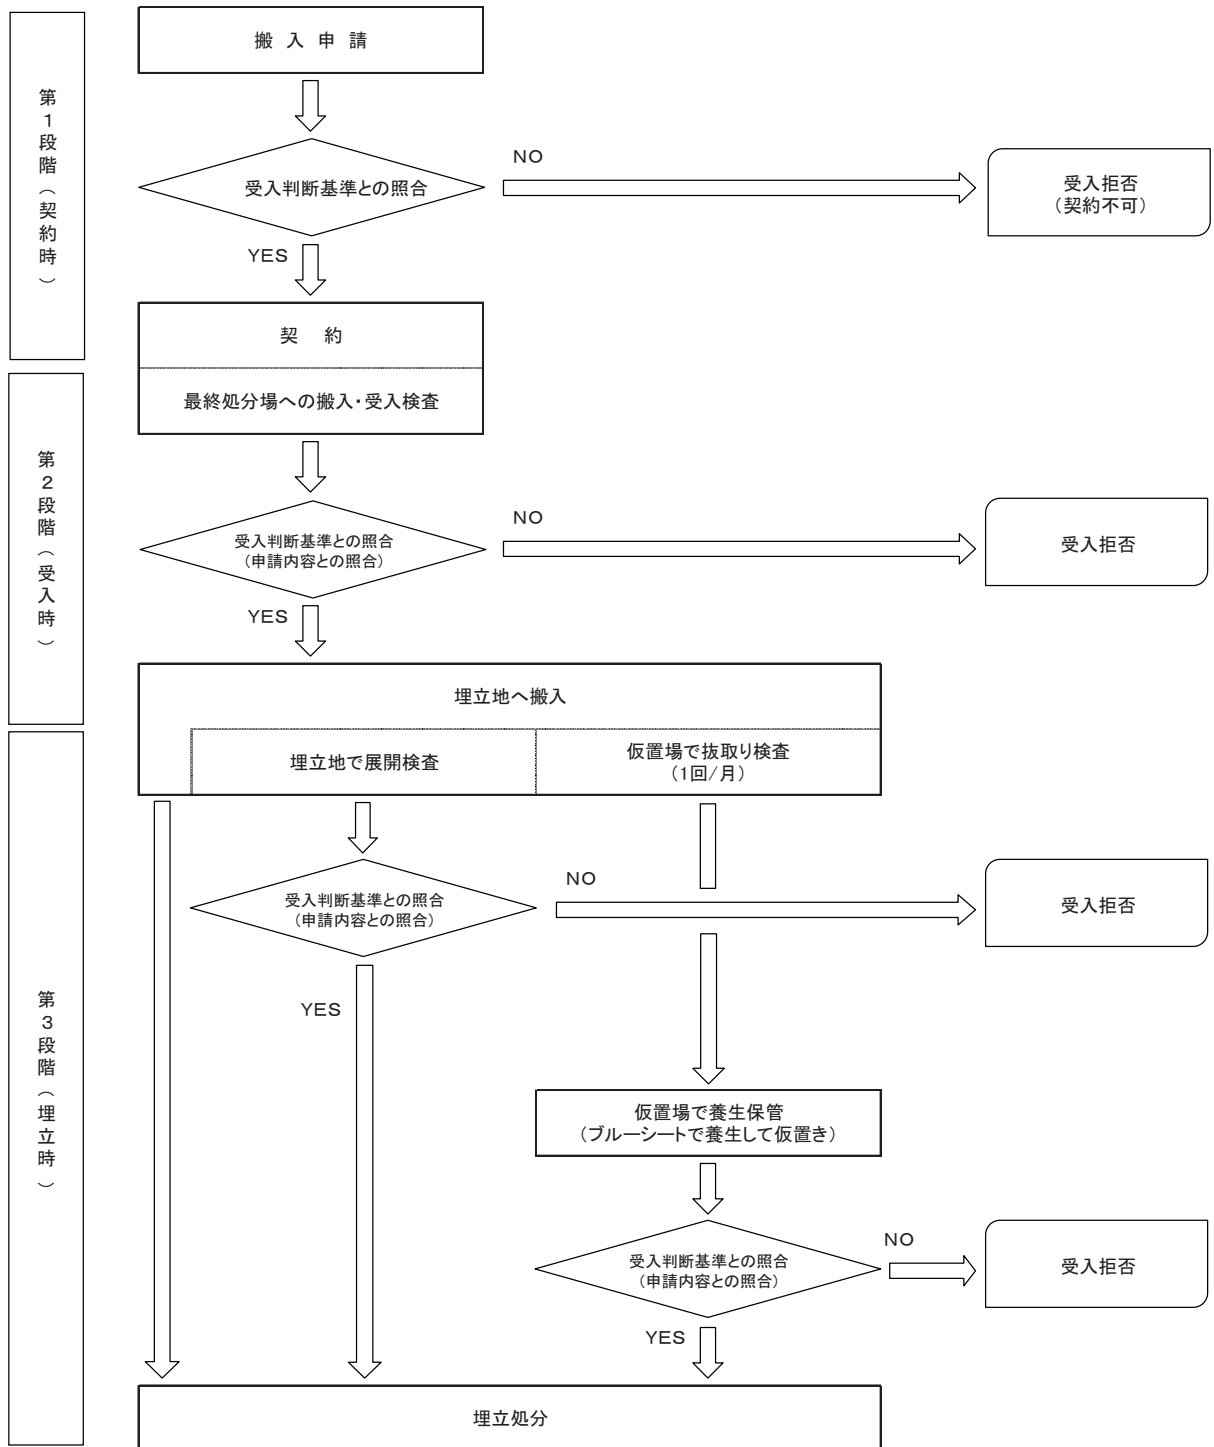 第1段階（契約時）
搬 入 申 請
受入判断基準との照合
NO
受入拒否
（契約不可）
YES
契 約
最終処分場への搬入・受入検査
第2段階（受入時）
受入判断基準との照合
（申請内容との照合）
NO
受入拒否
YES
埋立地へ搬入
埋立地で展開検査
仮置場で抜取り検査
（1回/月）
第3段階（埋立時）
受入判断基準との照合
（申請内容との照合）
NO
受入拒否
YES
仮置場で養生保管
（ブルーシートで養生して仮置き）
受入判断基準との照合
（申請内容との照合）
NO
受入拒否
YES
埋立処分